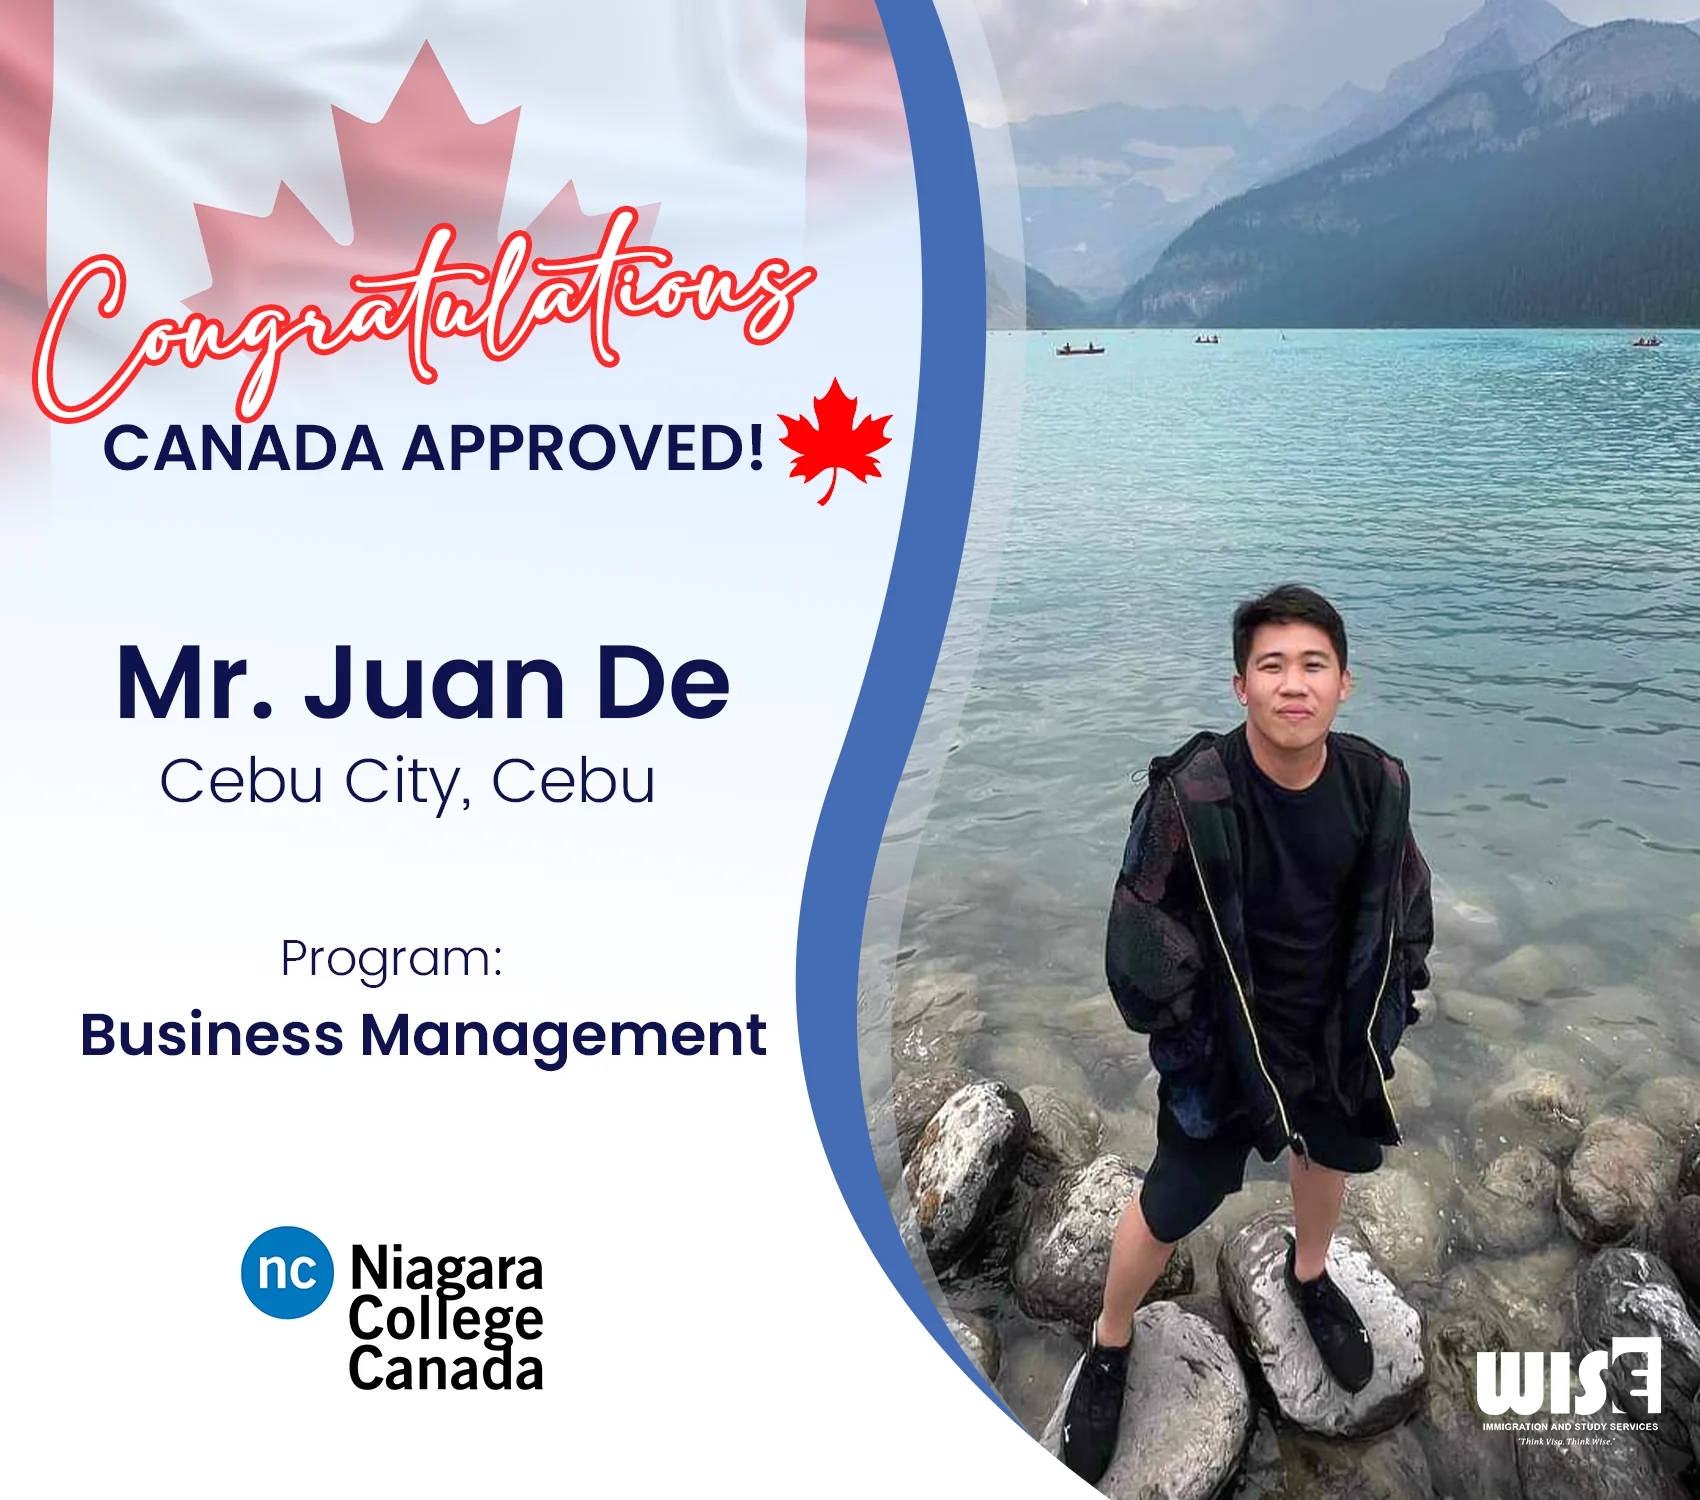 Congratulations
CANADA APPROVED!
Mr. Juan De
Cebu City, Cebu
Program:
Business Management
nc
Niagara
College
Canada
WISE
IMMIGRATION AND STUDY SERVICES
"Think Visa. Think Wise."